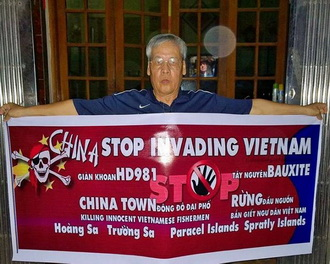 CHINA STOP INVADING VIETNAM
GIÀN KHOAN HD981 TÂY NGUYÊN BAUXITE
STOP
CHINA TOWN ĐÔNG ĐÔ ĐẠI PHỐ RỪNG ĐẦU NGUỒN
KILLING INNOCENT VIETNAMESE FISHERMEN BẮN GIẾT NGƯ DÂN VIỆT NAM
Hoàng Sa Trường Sa Paracel Islands Spratly Islands